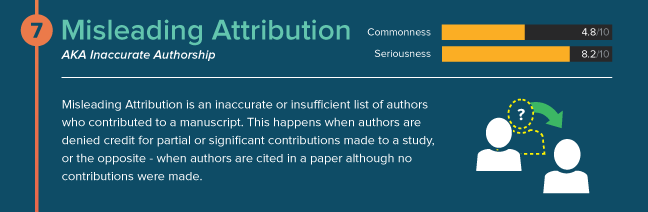 7
Misleading Attribution
AKA Inaccurate Authorship
Commonness 4.8/10
Seriousness 8.2/10
Misleading Attribution is an inaccurate or insufficient list of authors
who contributed to a manuscript. This happens when authors are
denied credit for partial or significant contributions made to a study,
or the opposite - when authors are cited in a paper although no
contributions were made.
?